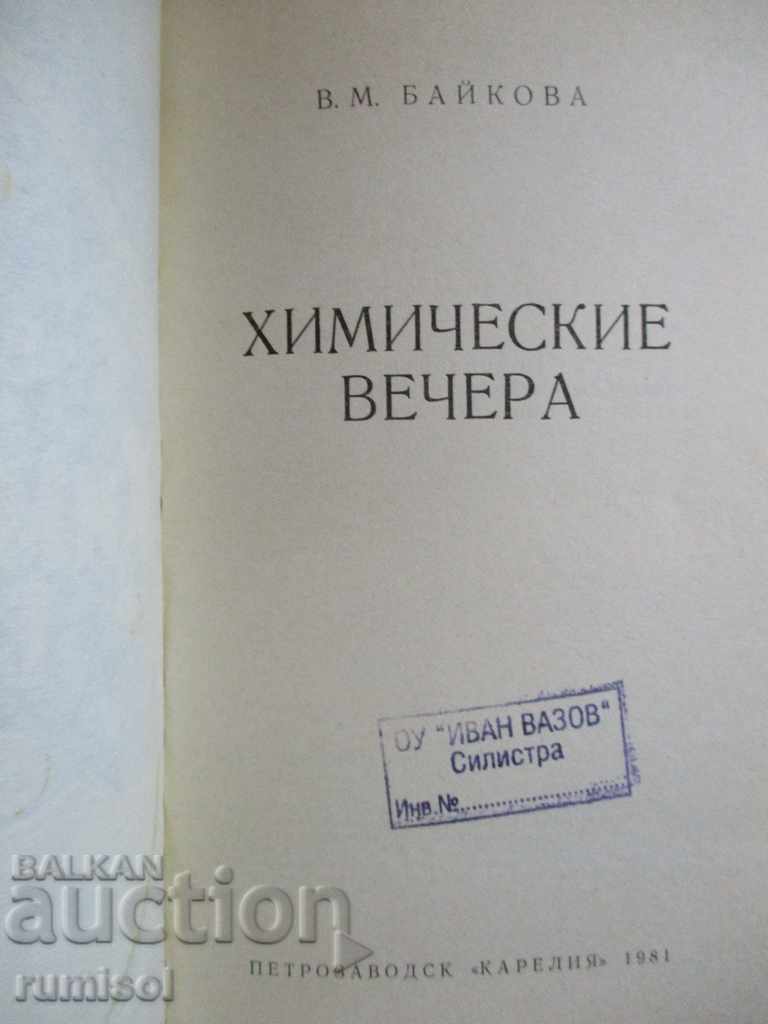 В. М. БАЙКОВА
ХИМИЧЕСКИЕ
ВЕЧЕРА
ОУ "ИВАН ВАЗОВ"
Силистра
Инв.№....................
BALKAN
auction
rumisol
ПЕТРОЗАВОДСК «КАРЕЛИЯ» 1981